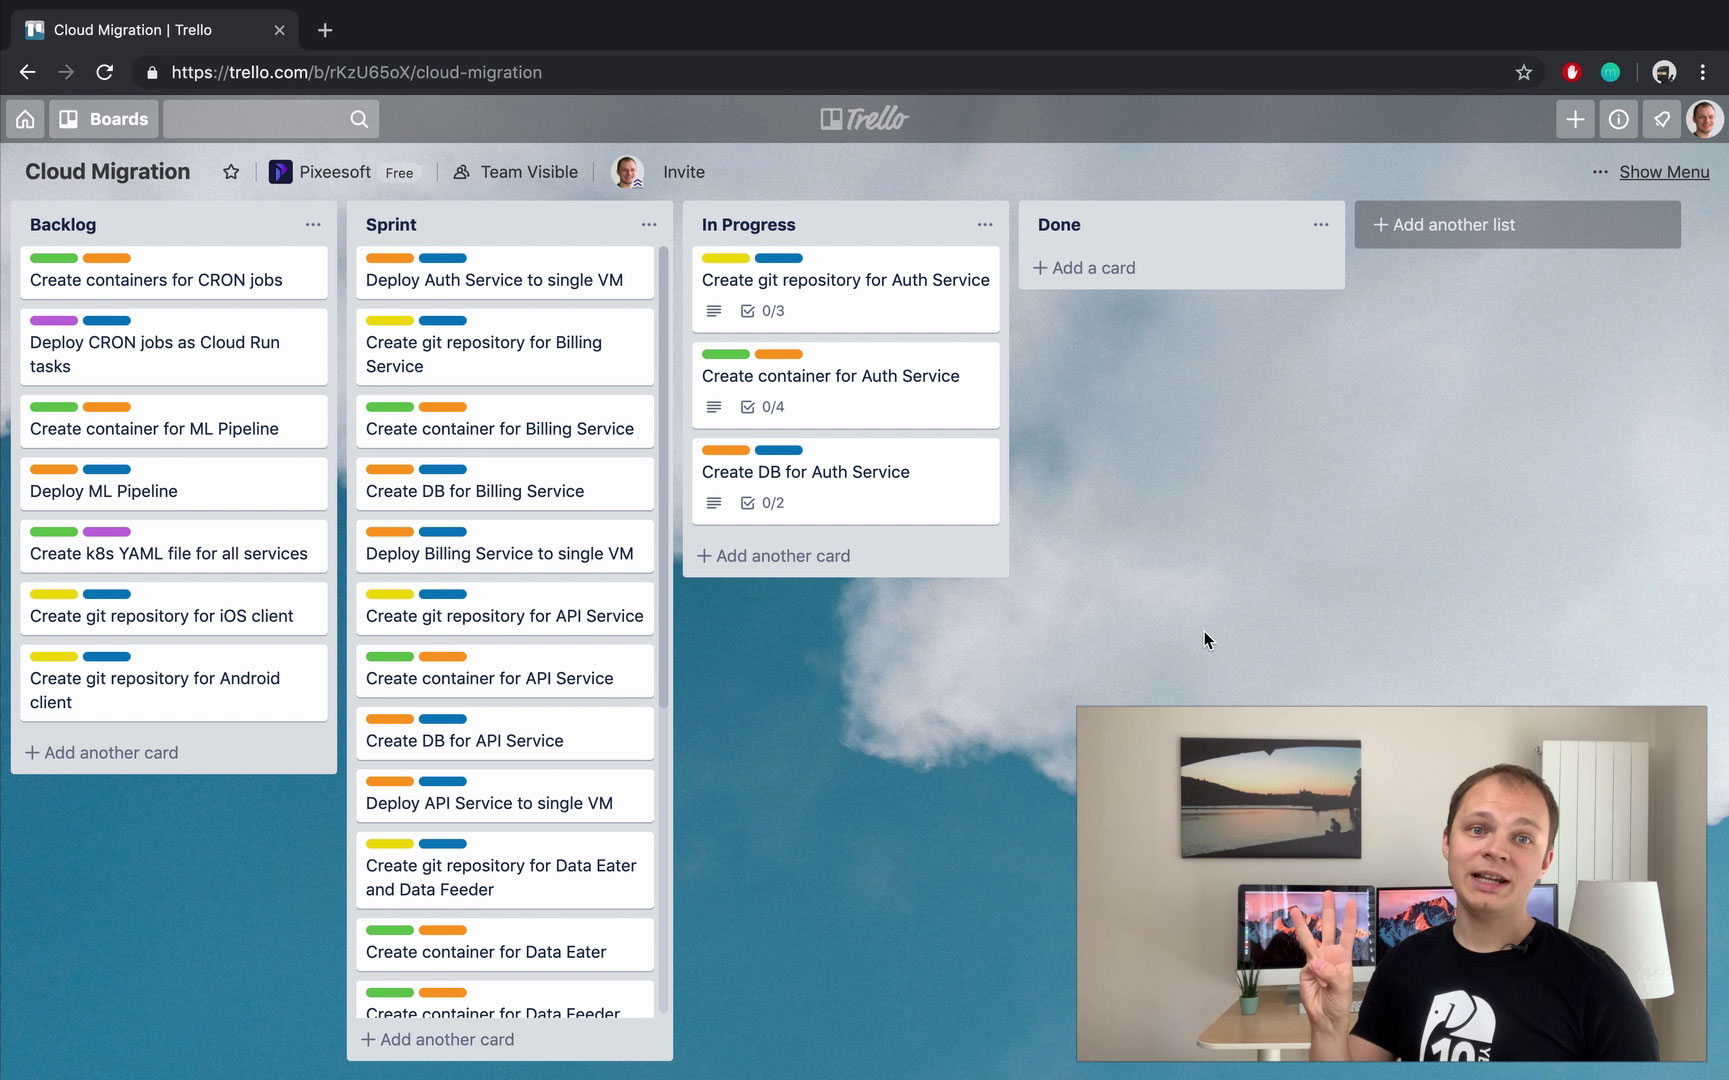 Cloud Migration | Trello
https://trello.com/b/rKzU65oX/cloud-migration
Boards
Trello
Cloud Migration
Pixeesoft Free
Team Visible
Invite
Show Menu
Backlog
Create containers for CRON jobs
Deploy CRON jobs as Cloud Run
tasks
Create container for ML Pipeline
Deploy ML Pipeline
Create k8s YAML file for all services
Create git repository for iOS client
Create git repository for Android
client
Add another card
Sprint
Deploy Auth Service to single VM
Create git repository for Billing
Service
Create container for Billing Service
Create DB for Billing Service
Deploy Billing Service to single VM
Create git repository for API Service
Create container for API Service
Create DB for API Service
Deploy API Service to single VM
Create git repository for Data Eater
and Data Feeder
Create container for Data Eater
Create container for Data Feeder
Add another card
In Progress
Create git repository for Auth Service
0/3
Create container for Auth Service
0/4
Create DB for Auth Service
0/2
Add another card
Done
Add a card
Add another list
10